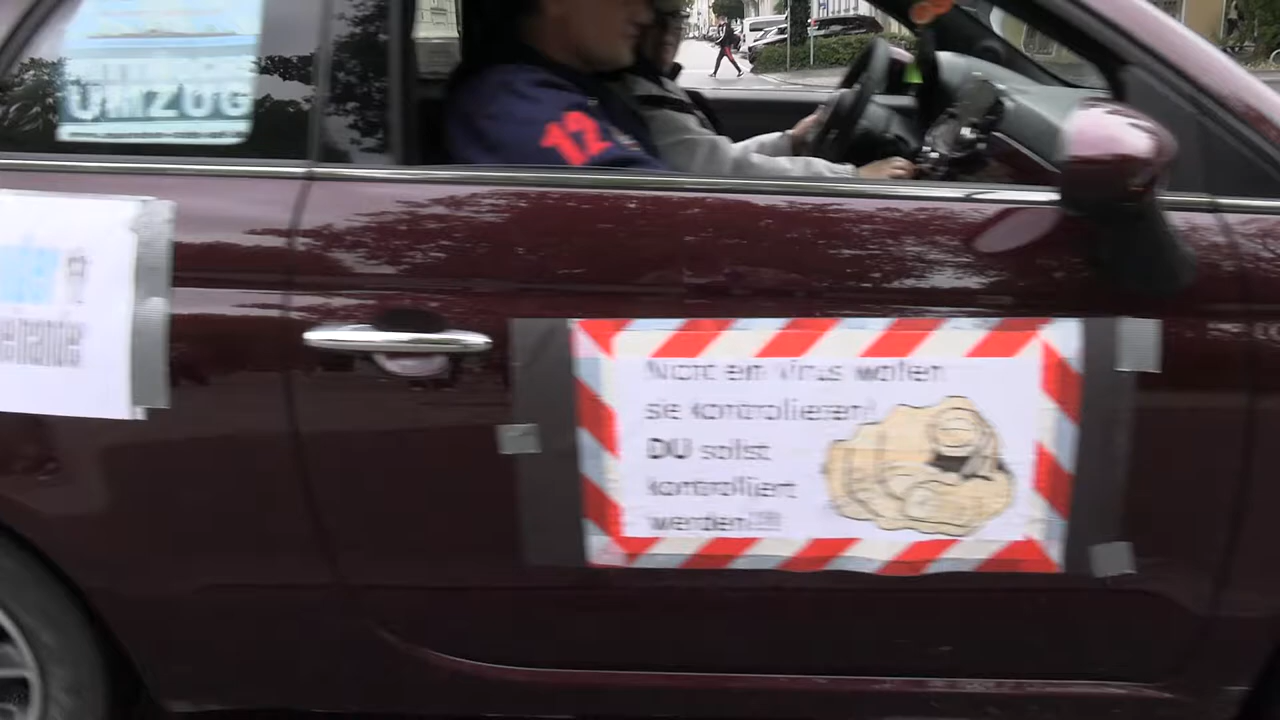 UMZUG
12
Nicht ein Virus wollen
sie kontrollieren!
DU sollst
kontrolliert
werden!!!!